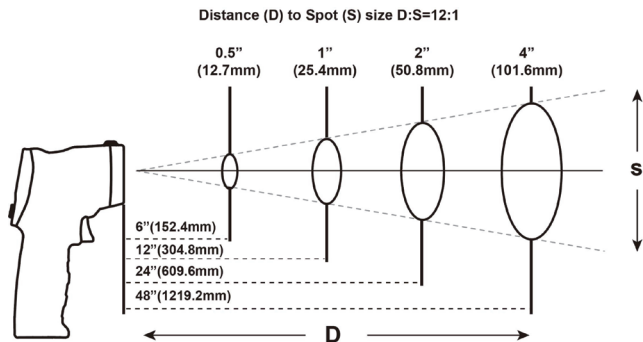 Distance (D) to Spot (S) size D:S=12:1
0.5” 1” 2” 4”
(12.7mm) (25.4mm) (50.8mm) (101.6mm)
S
6”(152.4mm)
12”(304.8mm)
24”(609.6mm)
48”(1219.2mm)
D